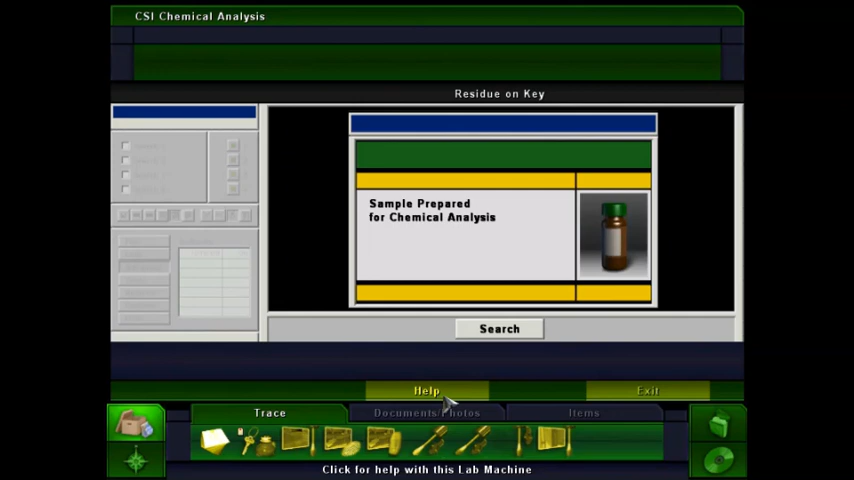 CSI Chemical Analysis
Residue on Key
Sample Prepared
for Chemical Analysis
Search
Help
Exit
Trace
Documents/Photos
Items
Click for help with this Lab Machine